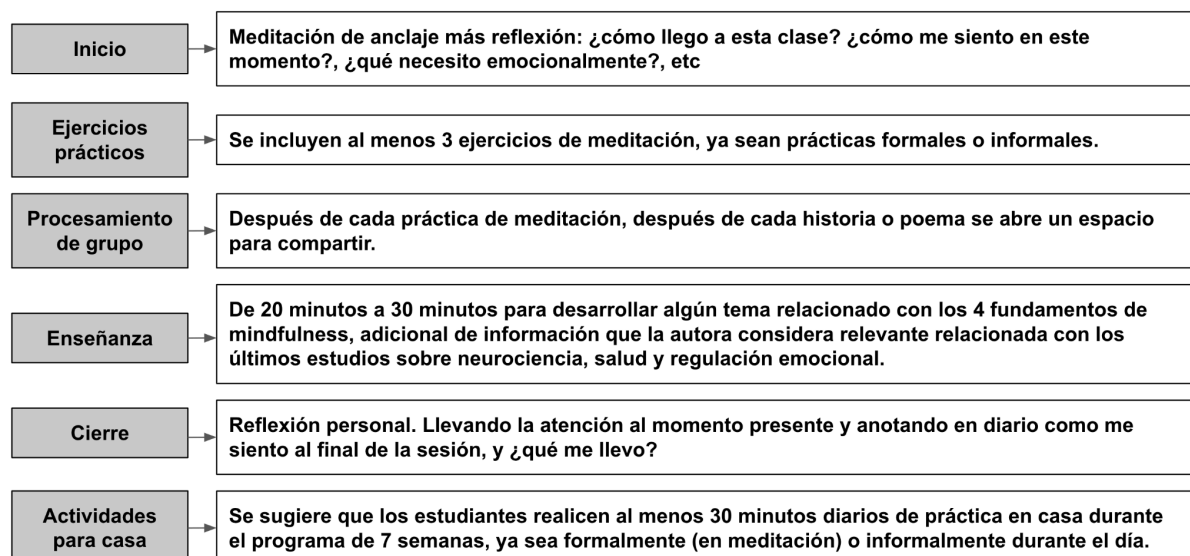 Inicio
Meditación de anclaje más reflexión: ¿cómo llego a esta clase? ¿cómo me siento en este
momento?, ¿qué necesito emocionalmente?, etc
Ejercicios
prácticos
Se incluyen al menos 3 ejercicios de meditación, ya sean prácticas formales o informales.
Procesamiento
de grupo
Después de cada práctica de meditación, después de cada historia o poema se abre un espacio
para compartir.
Enseñanza
De 20 minutos a 30 minutos para desarrollar algún tema relacionado con los 4 fundamentos de
mindfulness, adicional de información que la autora considera relevante relacionada con los
últimos estudios sobre neurociencia, salud y regulación emocional.
Cierre
Reflexión personal. Llevando la atención al momento presente y anotando en diario como me
siento al final de la sesión, y ¿qué me llevo?
Actividades
para casa
Se sugiere que los estudiantes realicen al menos 30 minutos diarios de práctica en casa durante
el programa de 7 semanas, ya sea formalmente (en meditación) o informalmente durante el día.